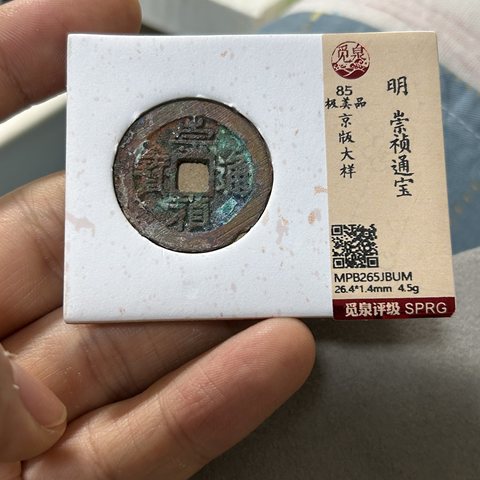 崇禎通寶
覓泉
明 崇祯通宝
85
极美品
京版大样
MPB265JBUM
26.4*1.4mm 4.5g
觅泉评级 SPRG